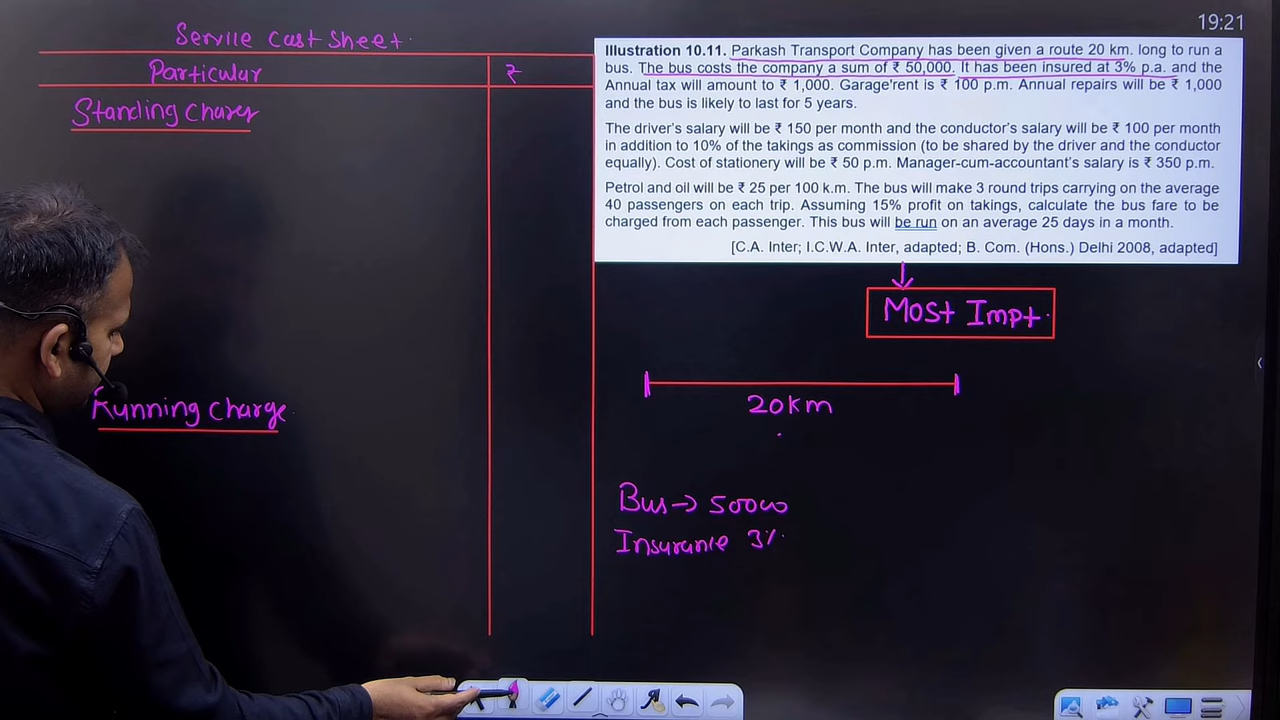 19:21
Service Cost Sheet.
Particular ₹
Standing Charges
Running Charge
Illustration 10.11. Parkash Transport Company has been given a route 20 km. long to run a
bus. The bus costs the company a sum of ₹ 50,000. It has been insured at 3% p.a. and the
Annual tax will amount to ₹ 1,000. Garage'rent is ₹ 100 p.m. Annual repairs will be ₹ 1,000
and the bus is likely to last for 5 years.
The driver's salary will be ₹ 150 per month and the conductor's salary will be ₹ 100 per month
in addition to 10% of the takings as commission (to be shared by the driver and the conductor
equally). Cost of stationery will be ₹ 50 p.m. Manager-cum-accountant's salary is ₹ 350 p.m.
Petrol and oil will be ₹ 25 per 100 k.m. The bus will make 3 round trips carrying on the average
40 passengers on each trip. Assuming 15% profit on takings, calculate the bus fare to be
charged from each passenger. This bus will be run on an average 25 days in a month.
[C.A. Inter; I.C.W.A. Inter, adapted; B. Com. (Hons.) Delhi 2008, adapted]
Most Impt.
20km
Bus→ 50000
Insurance 3%